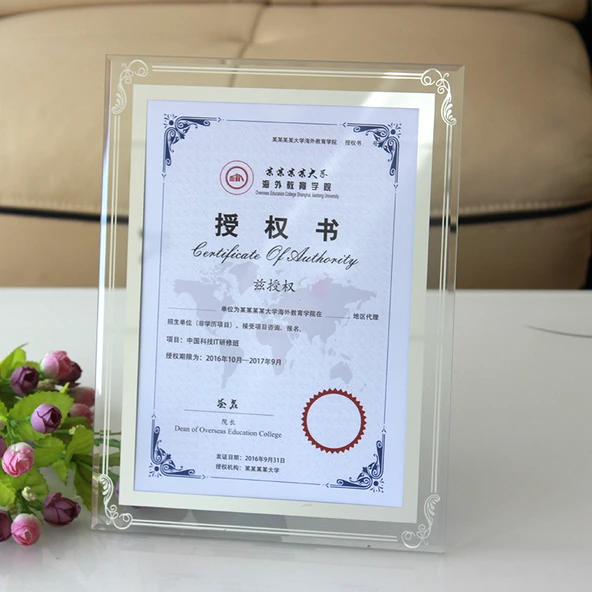 某某某某大学海外教育学院 授权书
某某某某大学
海外教育学院
Overseas Education College Shanghai Jiaotong University
授 权 书
Certificate Of Authority
兹授权
单位为某某某某大学海外教育学院在 地区代理
招生单位（非学历项目），接受项目咨询、报名。
项目：中国科技IT研修班
授权期限为：2016年10月—2017年9月
院长
Dean of Overseas Education College
发证日期：2016年9月31日
授权机构：某某某某大学